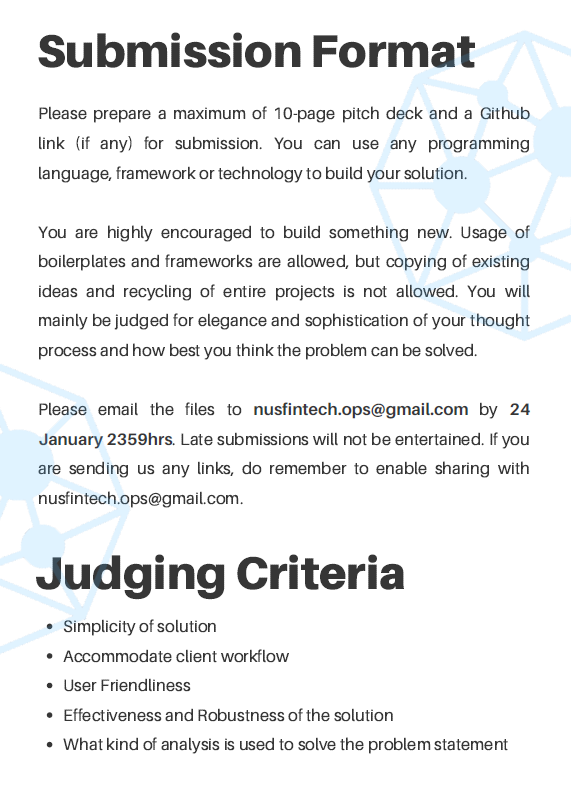 Submission Format
Please prepare a maximum of 10-page pitch deck and a Github
link (if any) for submission. You can use any programming
language, framework or technology to build your solution.
You are highly encouraged to build something new. Usage of
boilerplates and frameworks are allowed, but copying of existing
ideas and recycling of entire projects is not allowed. You will
mainly be judged for elegance and sophistication of your thought
process and how best you think the problem can be solved.
Please email the files to nusfintech.ops@gmail.com by 24
January 2359hrs. Late submissions will not be entertained. If you
are sending us any links, do remember to enable sharing with
nusfintech.ops@gmail.com.
Judging Criteria
• Simplicity of solution
• Accommodate client workflow
• User Friendliness
• Effectiveness and Robustness of the solution
• What kind of analysis is used to solve the problem statement